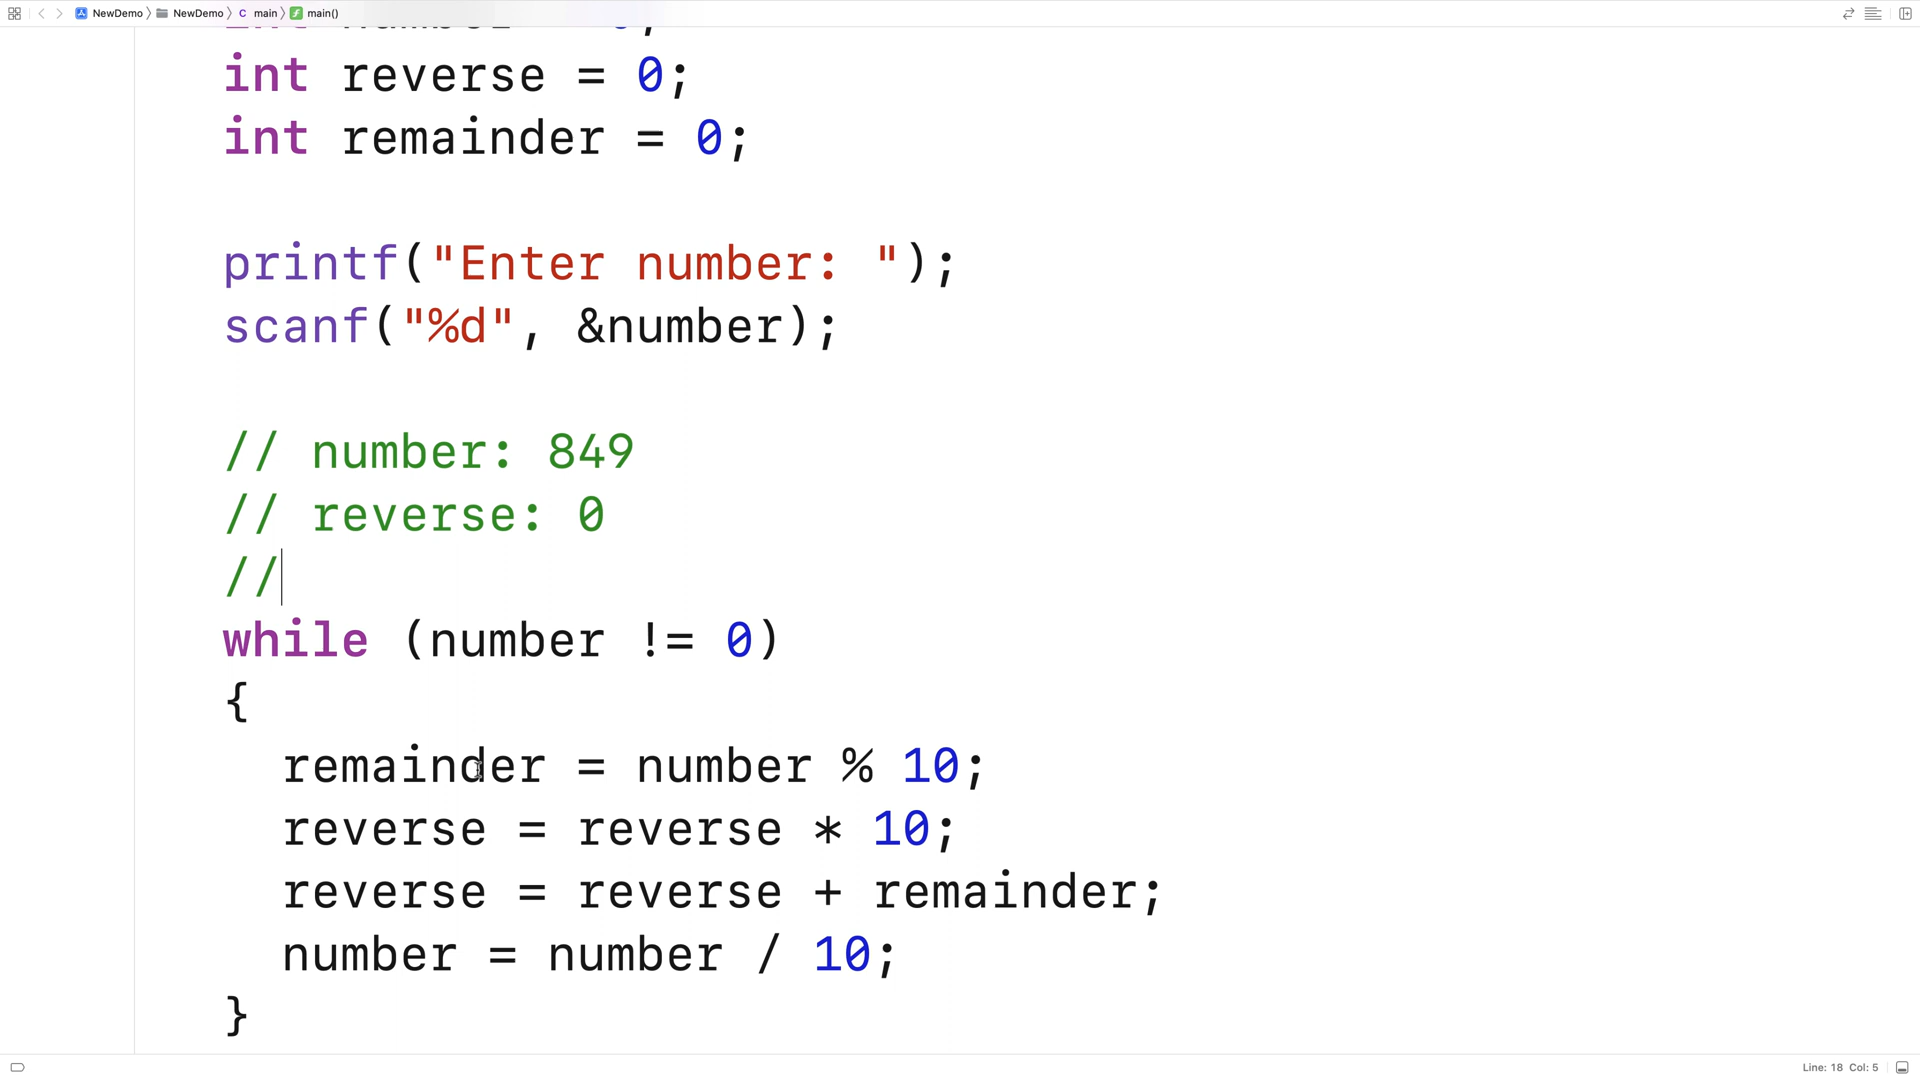 NewDemo NewDemo C main f main()
int reverse = 0;
int remainder = 0;
printf("Enter number: ");
scanf("%d", &number);
// number: 849
// reverse: 0
//
while (number != 0)
{
remainder = number % 10;
reverse = reverse * 10;
reverse = reverse + remainder;
number = number / 10;
}
Line: 18 Col: 5